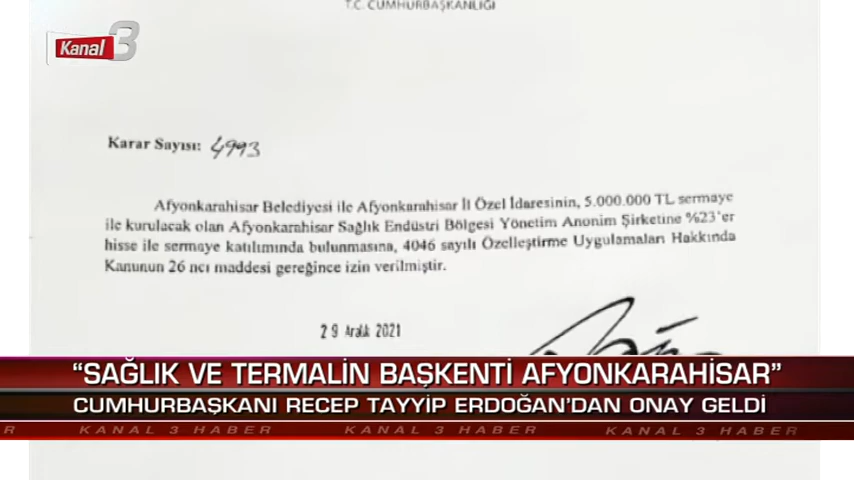 T.C. CUMHURBAŞKANLIĞI
Kanal 3
Karar Sayısı: 4993
Afyonkarahisar Belediyesi ile Afyonkarahisar İl Özel İdaresinin, 5.000.000 TL sermaye
ile kurulacak olan Afyonkarahisar Sağlık Endüstri Bölgesi Yönetim Anonim Şirketine %23'er
hisse ile sermaye katılımında bulunmasına, 4046 sayılı Özelleştirme Uygulamaları Hakkında
Kanunun 26 ncı maddesi gereğince izin verilmiştir.
29 Aralık 2021
“SAĞLIK VE TERMALİN BAŞKENTİ AFYONKARAHİSAR”
CUMHURBAŞKANI RECEP TAYYİP ERDOĞAN'DAN ONAY GELDİ
R KANAL 3 HABER KANAL 3 HABER KANAL 3 HABER